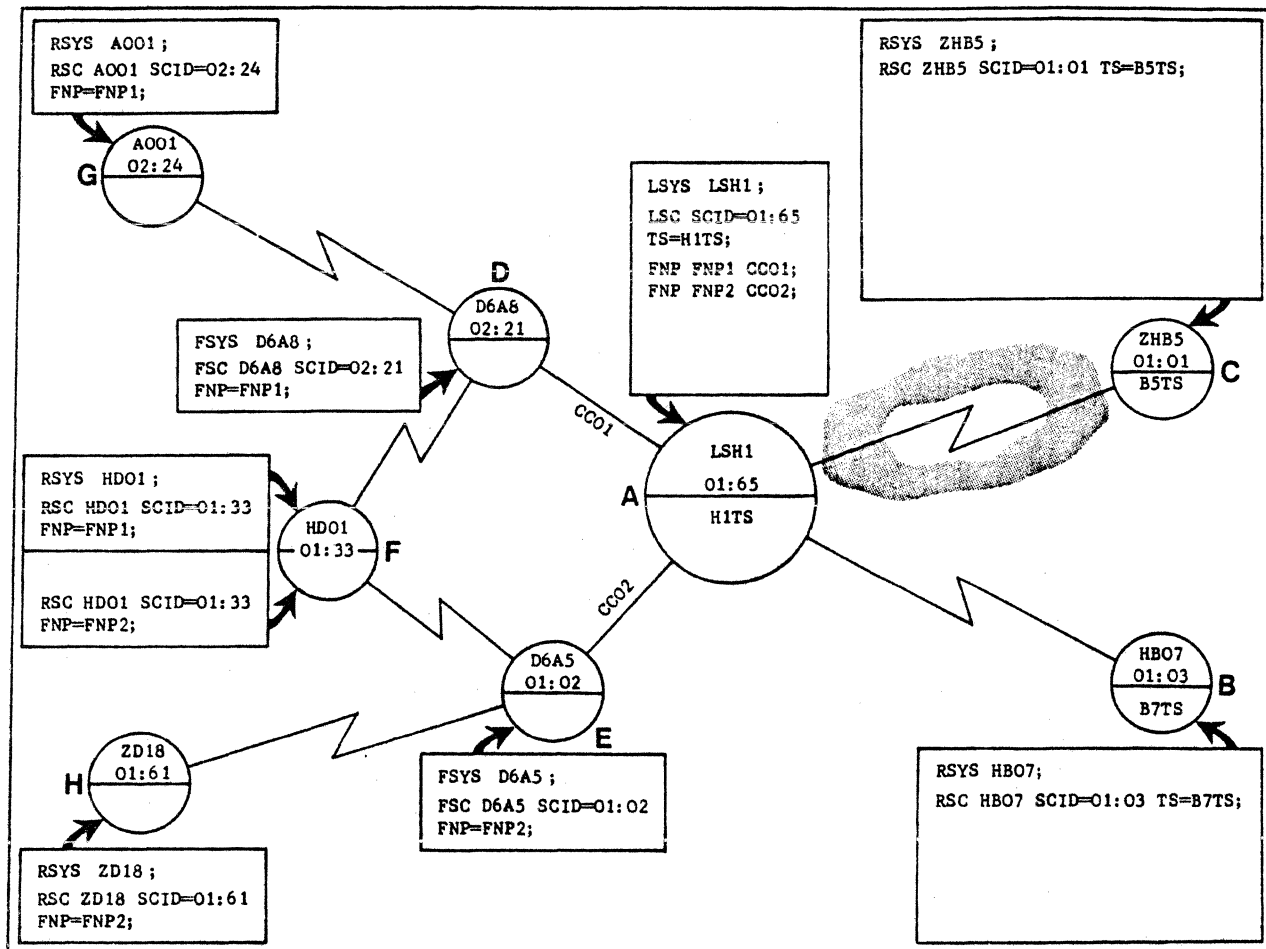 RSYS A001;
RSC A001 SCID=02:24
FNP=FNP1;
A001
02:24
G
RSYS ZHB5;
RSC ZHB5 SCID=01:01 TS=B5TS;
LSYS LSH1;
LSC SCID=01:65
TS=H1TS;
FNP FNP1 CC01;
FNP FNP2 CC02;
D
D6A8
02:21
FSYS D6A8;
FSC D6A8 SCID=02:21
FNP=FNP1;
ZHB5
01:01
B5TS
C
CC01
LSH1
01:65
H1TS
A
RSYS HD01;
RSC HD01 SCID=01:33
FNP=FNP1;
RSC HD01 SCID=01:33
FNP=FNP2;
HD01
01:33
F
CC02
D6A5
01:02
E
HB07
01:03
B7TS
B
ZD18
01:61
H
FSYS D6A5;
FSC D6A5 SCID=01:02
FNP=FNP2;
RSYS HB07;
RSC HB07 SCID=01:03 TS=B7TS;
RSYS ZD18;
RSC ZD18 SCID=01:61
FNP=FNP2;